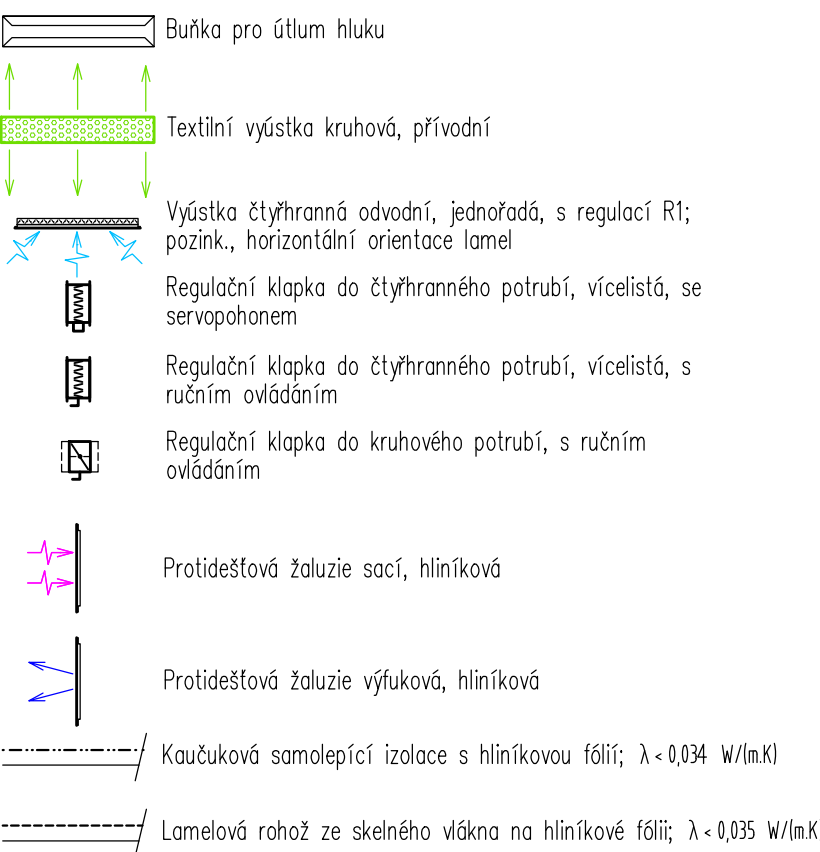 Buňka pro útlum hluku
Textilní vyústka kruhová, přívodní
Vyústka čtyřhranná odvodní, jednořadá, s regulací R1;
pozink., horizontální orientace lamel
Regulační klapka do čtyřhranného potrubí, vícelistá, se
servopohonem
Regulační klapka do čtyřhranného potrubí, vícelistá, s
ručním ovládáním
Regulační klapka do kruhového potrubí, s ručním
ovládáním
Protidešťová žaluzie sací, hliníková
Protidešťová žaluzie výfuková, hliníková
Kaučuková samolepící izolace s hliníkovou fólií; λ < 0,034 W/(m.K)
Lamelová rohož ze skelného vlákna na hliníkové fólii; λ < 0,035 W/(m.K